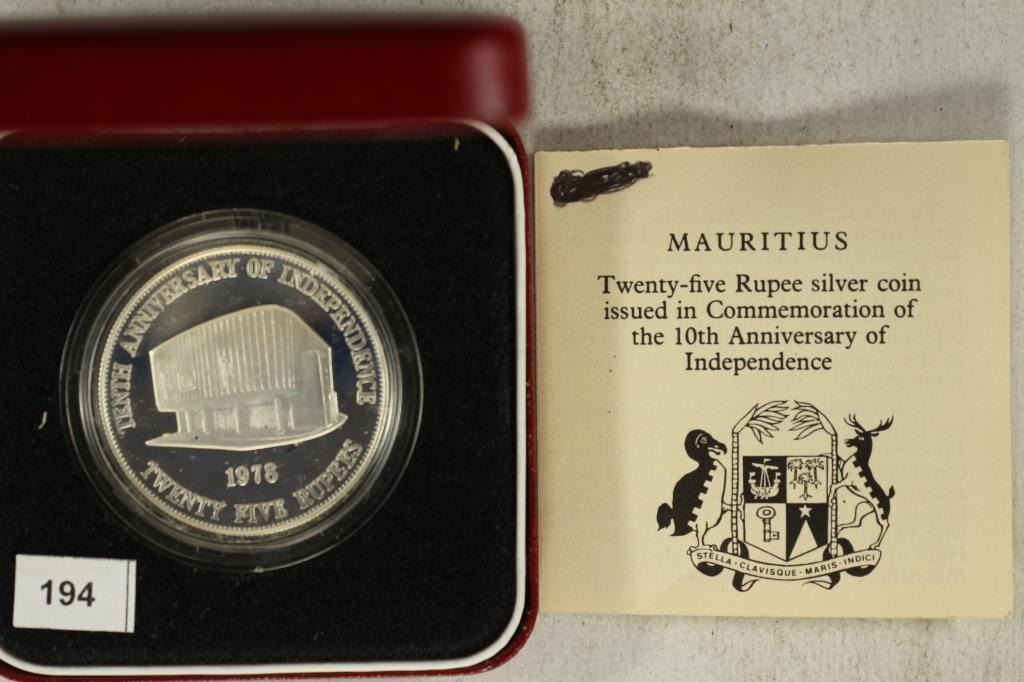 TENTH ANNIVERSARY OF INDEPENDENCE
1978
TWENTY FIVE RUPEES
194
MAURITIUS
Twenty-five Rupee silver coin
issued in Commemoration of
the 10th Anniversary of
Independence
STELLA · CLAVISQUE · MARIS · INDICI